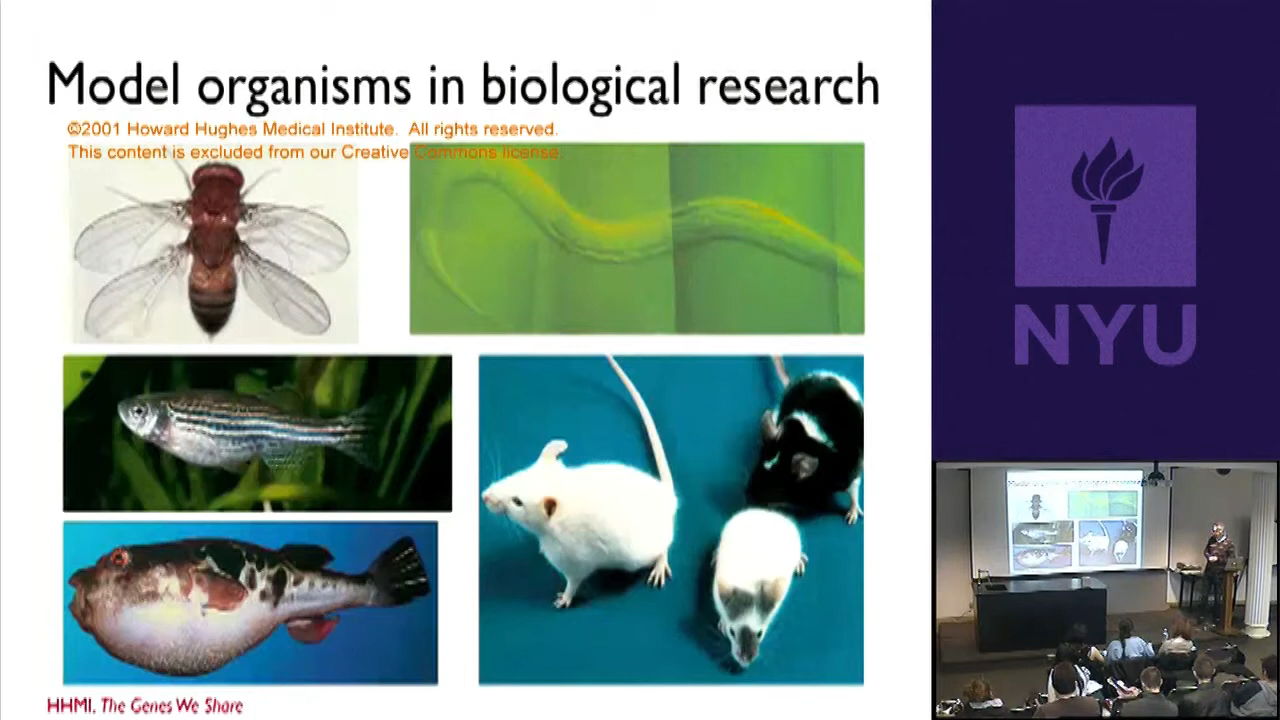 Model organisms in biological research
©2001 Howard Hughes Medical Institute. All rights reserved.
This content is excluded from our Creative Commons license.
HHMI, The Genes We Share
NYU